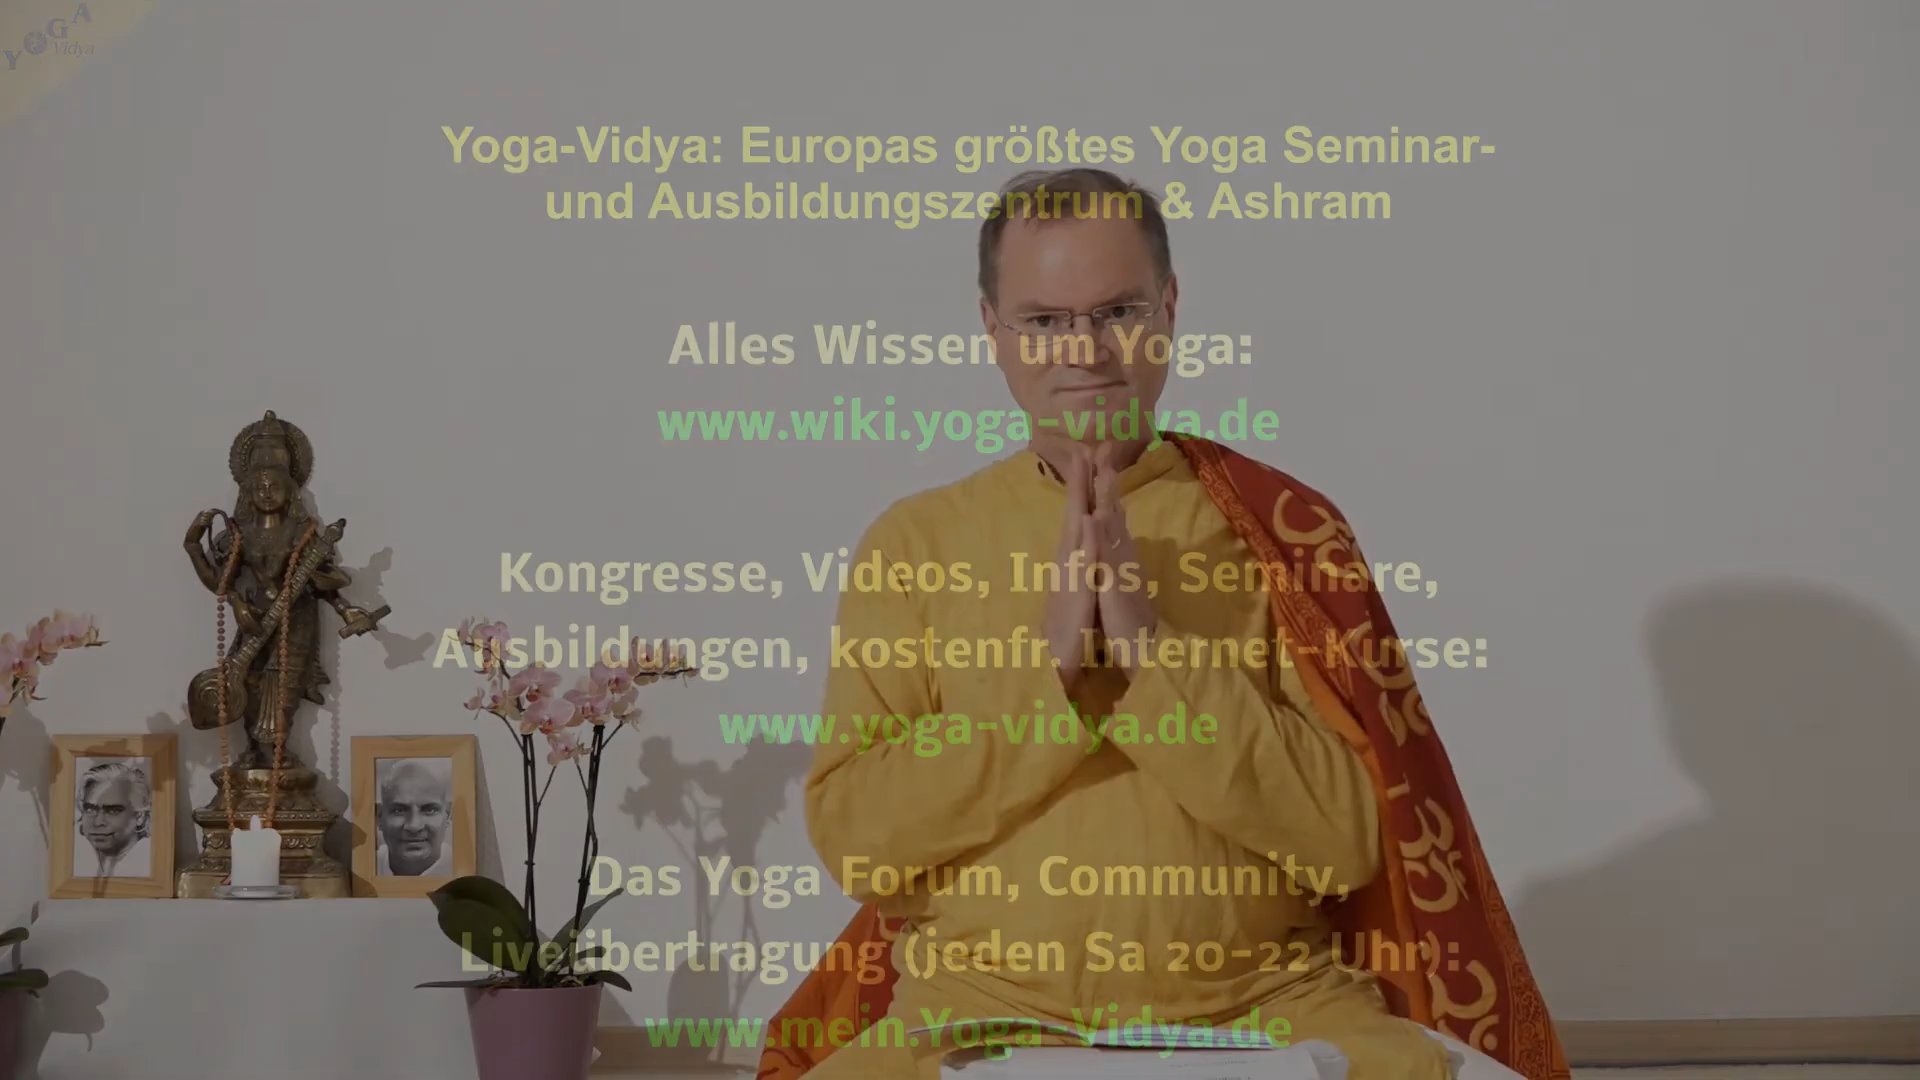 YOGA
Vidya
Yoga-Vidya: Europas größtes Yoga Seminar-
und Ausbildungszentrum & Ashram
Alles Wissen um Yoga:
www.wiki.yoga-vidya.de
Kongresse, Videos, Infos, Seminare,
Ausbildungen, kostenfr. Internet-Kurse:
www.yoga-vidya.de
Das Yoga Forum, Community,
Liveübertragung (jeden Sa 20-22 Uhr):
www.mein.Yoga-Vidya.de